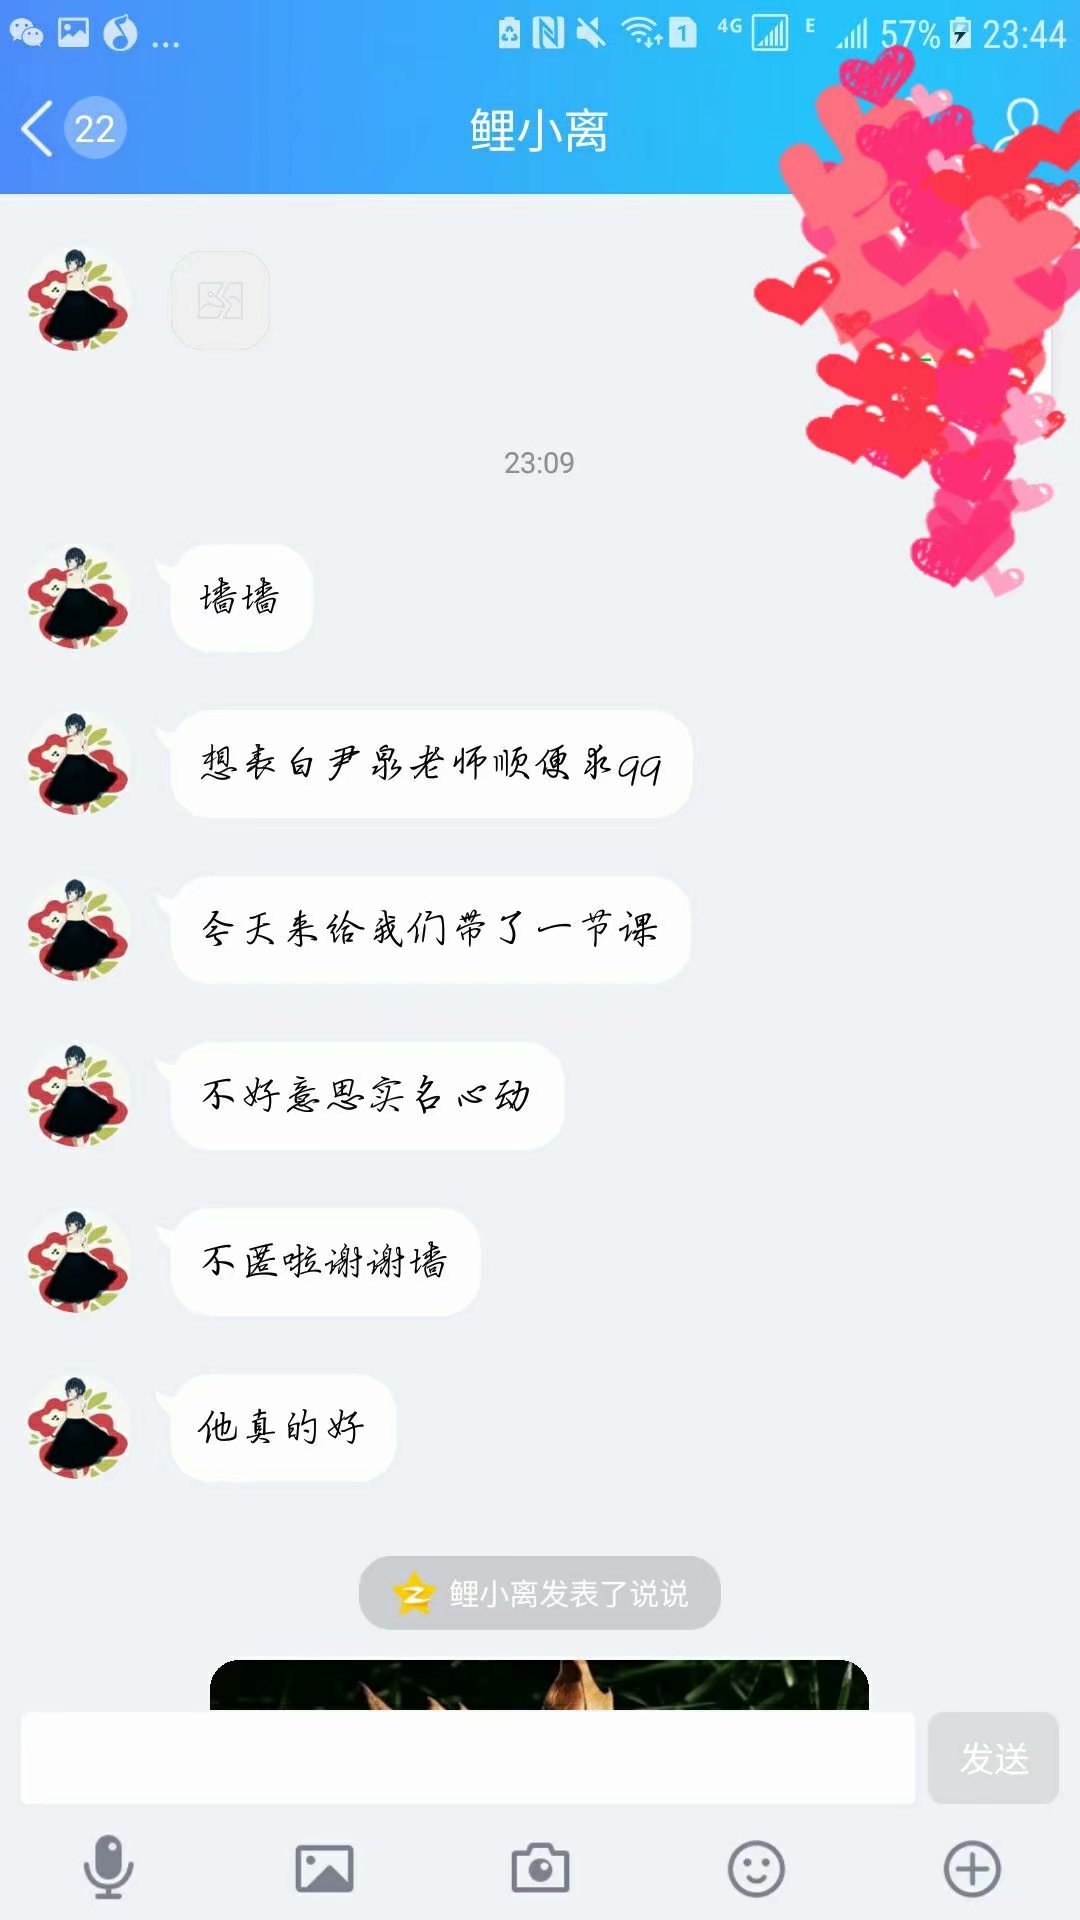 ... 1 4G E 57% 23:44
22 鲤小离
23:09
墙墙
想表白尹泉老师顺便求qq
今天来给我们带了一节课
不好意思实名心动
不匿啦谢谢墙
他真的好
鲤小离发表了说说
发送